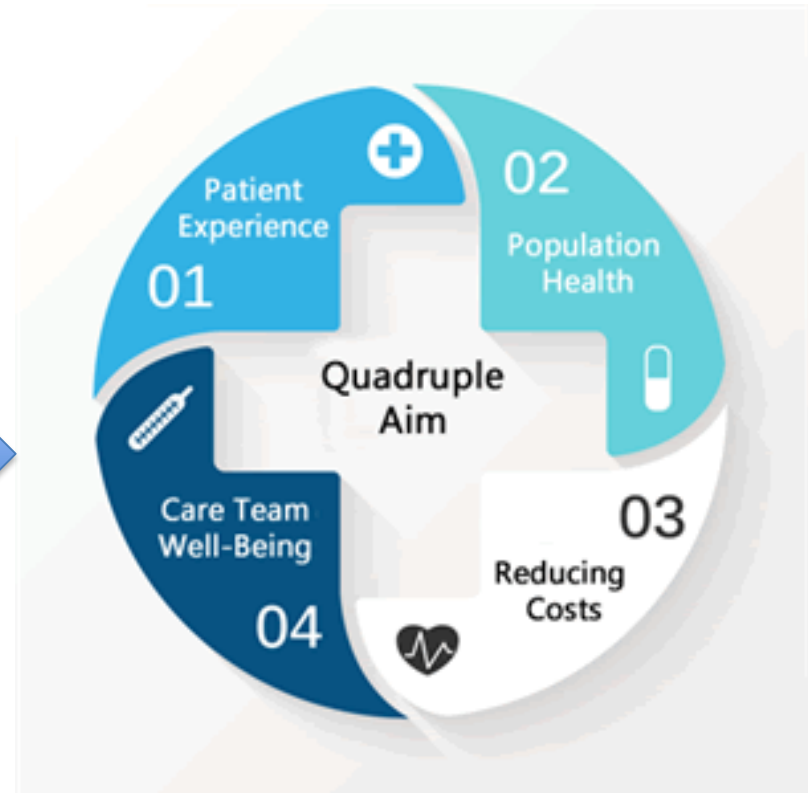 Patient
Experience
01
02
Population
Health
Quadruple
Aim
03
Reducing
Costs
Care Team
Well-Being
04